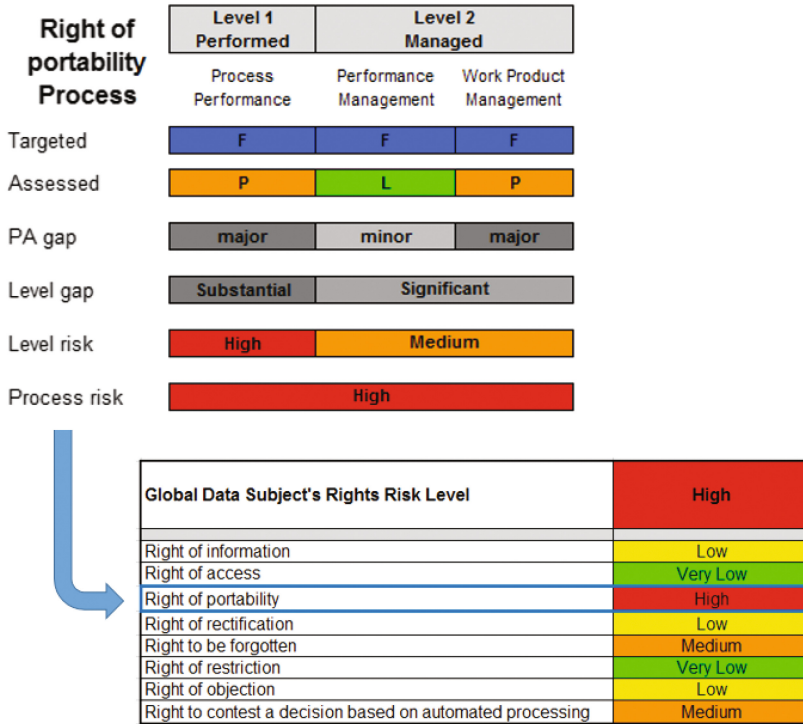 Right of
portability
Process
Level 1
Performed
Level 2
Managed
Process
Performance
Performance
Management
Work Product
Management
Targeted F F F
Assessed P L P
PA gap major minor major
Level gap Substantial Significant
Level risk High Medium
Process risk High
Global Data Subject's Rights Risk Level High
Right of information Low
Right of access Very Low
Right of portability High
Right of rectification Low
Right to be forgotten Medium
Right of restriction Very Low
Right of objection Low
Right to contest a decision based on automated processing Medium